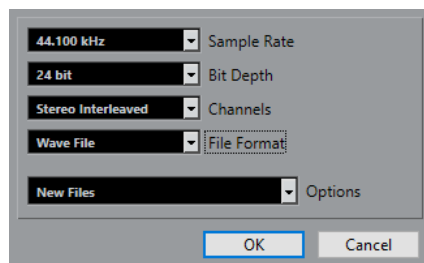 44.100 kHz Sample Rate
24 bit Bit Depth
Stereo Interleaved Channels
Wave File File Format
New Files Options
OK Cancel